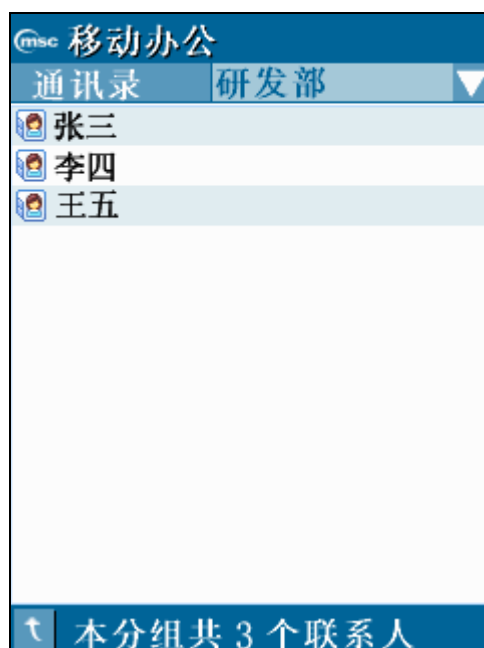 msc 移动办公
通讯录 研发部
张三
李四
王五
本分组共 3 个联系人